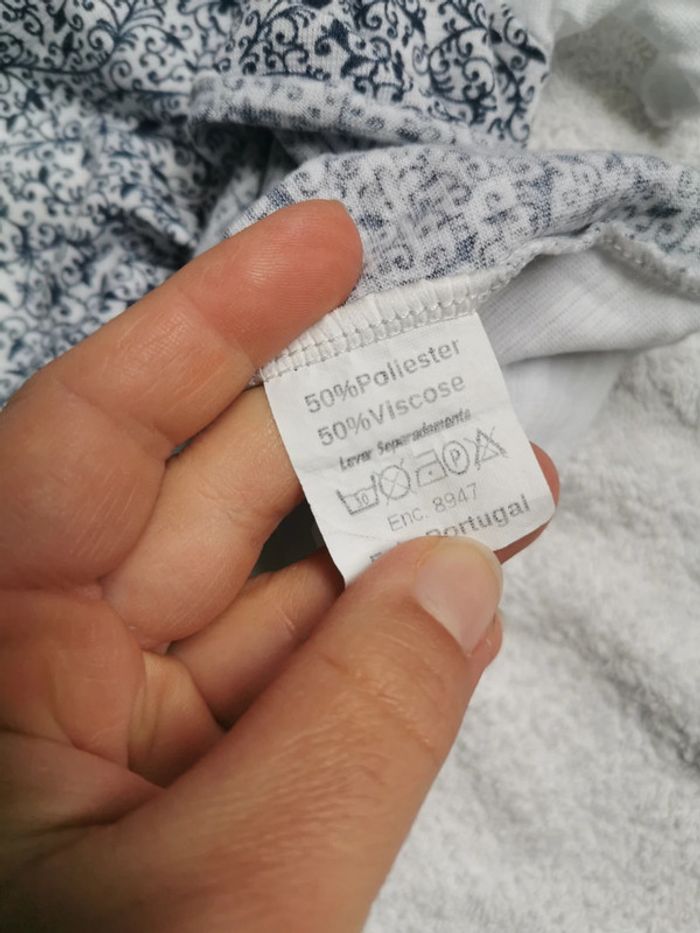 50%Poliester
50%Viscose
Lavar Separadamente
P
Enc. 8947
Portugal